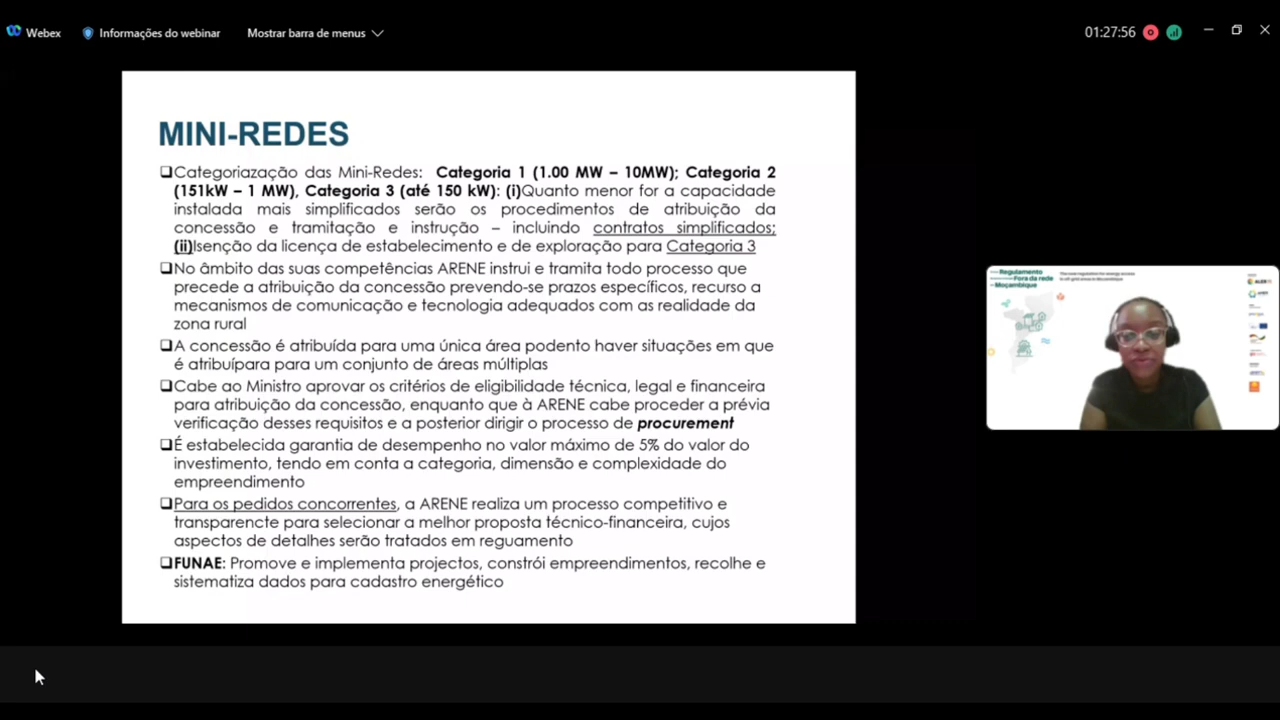 Webex
Informações do webinar
Mostrar barra de menus
01:27:56
MINI-REDES
❑Categoriazação das Mini-Redes: Categoria 1 (1.00 MW – 10MW); Categoria 2
(151kW – 1 MW), Categoria 3 (até 150 kW): (i)Quanto menor for a capacidade
instalada mais simplificados serão os procedimentos de atribuição da
concessão e tramitação e instrução – incluindo contratos simplificados;
(ii)Isenção da licença de estabelecimento e de exploração para Categoria 3
❑No âmbito das suas competências ARENE instrui e tramita todo processo que
precede a atribuição da concessão prevendo-se prazos específicos, recurso a
mecanismos de comunicação e tecnologia adequados com as realidade da
zona rural
❑A concessão é atribuída para uma única área podento haver situações em que
é atribuípara para um conjunto de áreas múltiplas
❑Cabe ao Ministro aprovar os critérios de eligibilidade técnica, legal e financeira
para atribuição da concessão, enquanto que à ARENE cabe proceder a prévia
verificação desses requisitos e a posterior dirigir o processo de procurement
❑É estabelecida garantia de desempenho no valor máximo de 5% do valor do
investimento, tendo em conta a categoria, dimensão e complexidade do
empreendimento
❑Para os pedidos concorrentes, a ARENE realiza um processo competitivo e
transparencte para selecionar a melhor proposta técnico-financeira, cujos
aspectos de detalhes serão tratados em reguamento
❑FUNAE: Promove e implementa projectos, constrói empreendimentos, recolhe e
sistematiza dados para cadastro energético
Regulamento
Fora da rede
Moçambique